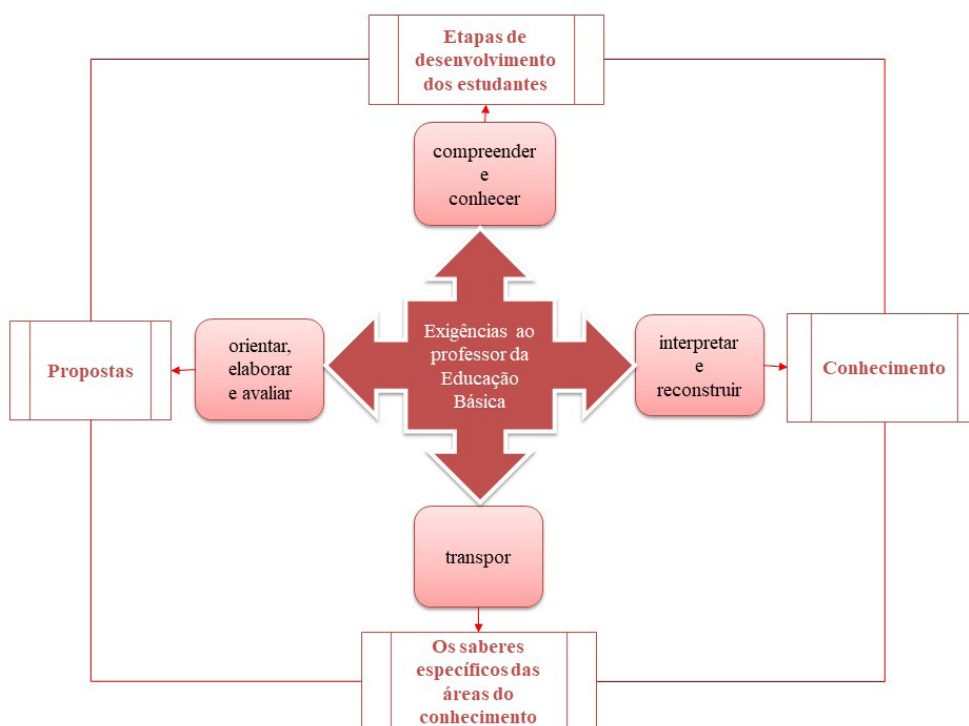 Etapas de
desenvolvimento
dos estudantes
compreender
e
conhecer
Propostas
orientar,
elaborar
e avaliar
Exigências ao
professor da
Educação
Básica
interpretar
e
reconstruir
Conhecimento
transpor
Os saberes
específicos das
áreas do
conhecimento